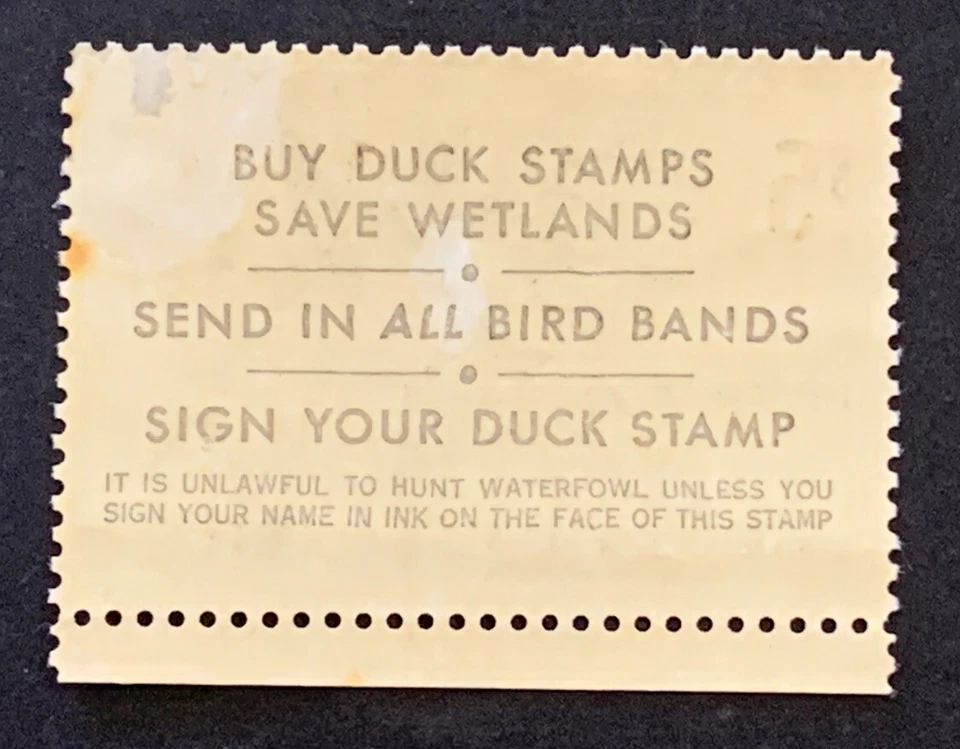 BUY DUCK STAMPS
SAVE WETLANDS
SEND IN ALL BIRD BANDS
SIGN YOUR DUCK STAMP
IT IS UNLAWFUL TO HUNT WATERFOWL UNLESS YOU
SIGN YOUR NAME IN INK ON THE FACE OF THIS STAMP